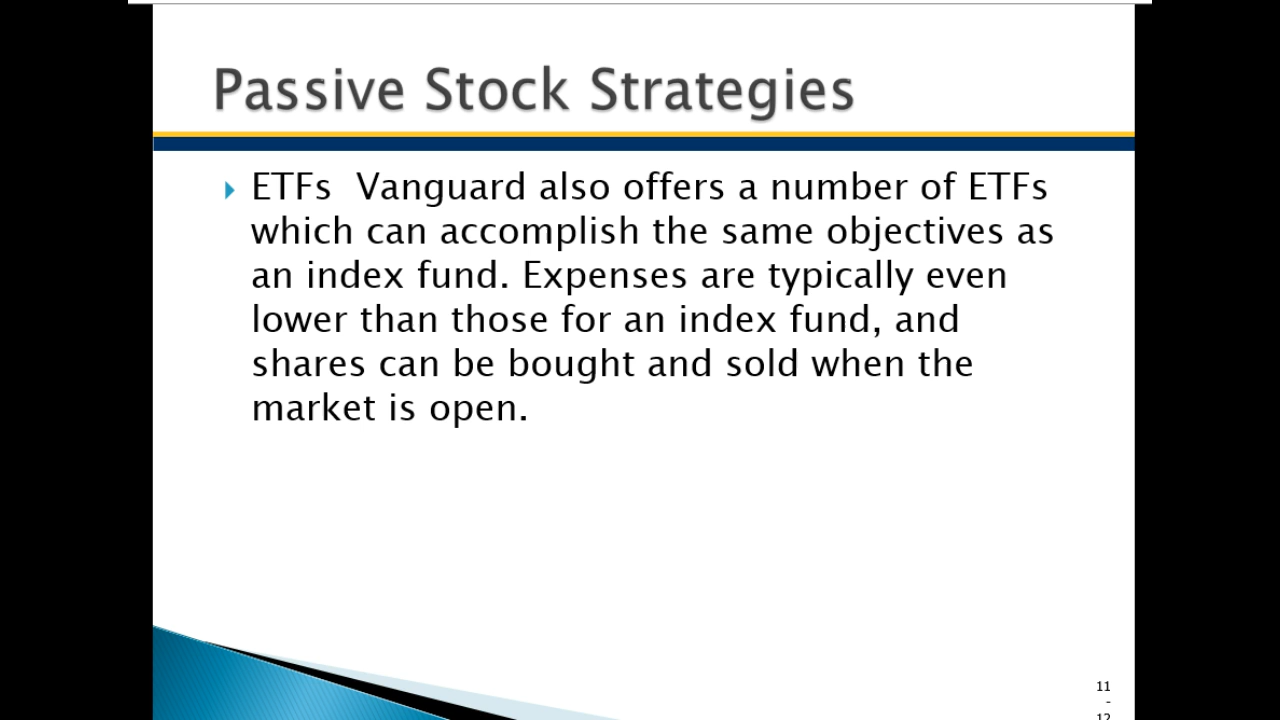 Passive Stock Strategies
ETFs  Vanguard also offers a number of ETFs
which can accomplish the same objectives as
an index fund. Expenses are typically even
lower than those for an index fund, and
shares can be bought and sold when the
market is open.
11
-
12